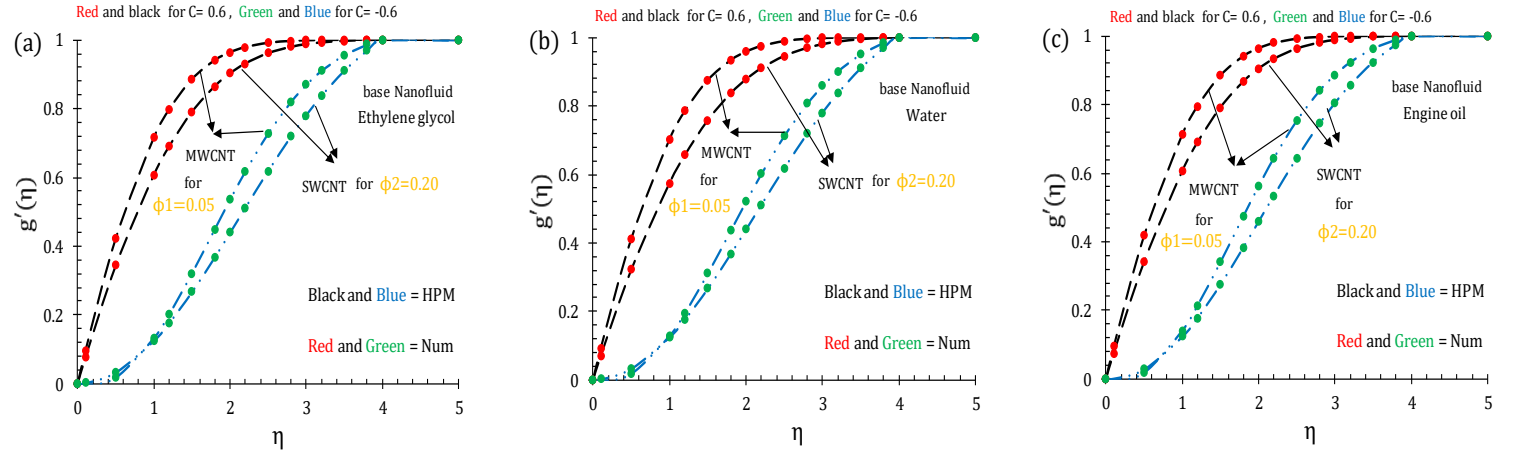 Red and black for C= 0.6 , Green and Blue for C= -0.6
(a)
g′(η)
1
0.8
0.6
0.4
0.2
0
0 1 2 3 4 5
η
base Nanofluid
Ethylene glycol
MWCNT
for
ϕ1=0.05
SWCNT for ϕ2=0.20
Black and Blue = HPM
Red and Green = Num
Red and black for C= 0.6 , Green and Blue for C= -0.6
(b)
g′(η)
1
0.8
0.6
0.4
0.2
0
0 1 2 3 4 5
η
base Nanofluid
Water
MWCNT
for
ϕ1=0.05
SWCNT for ϕ2=0.20
Black and Blue = HPM
Red and Green = Num
Red and black for C= 0.6 , Green and Blue for C= -0.6
(c)
g′(η)
1
0.8
0.6
0.4
0.2
0
0 1 2 3 4 5
η
base Nanofluid
Engine oil
MWCNT
for
ϕ1=0.05
SWCNT
for
ϕ2=0.20
Black and Blue = HPM
Red and Green = Num